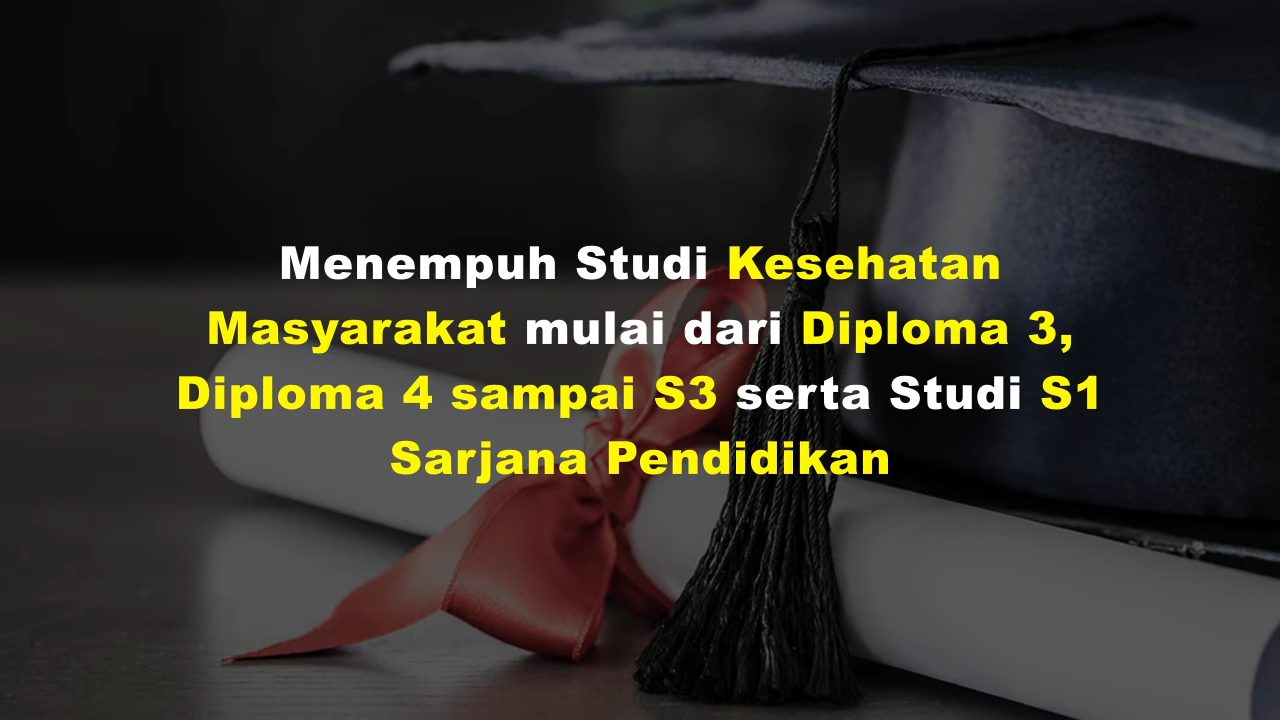 Menempuh Studi Kesehatan
Masyarakat mulai dari Diploma 3,
Diploma 4 sampai S3 serta Studi S1
Sarjana Pendidikan